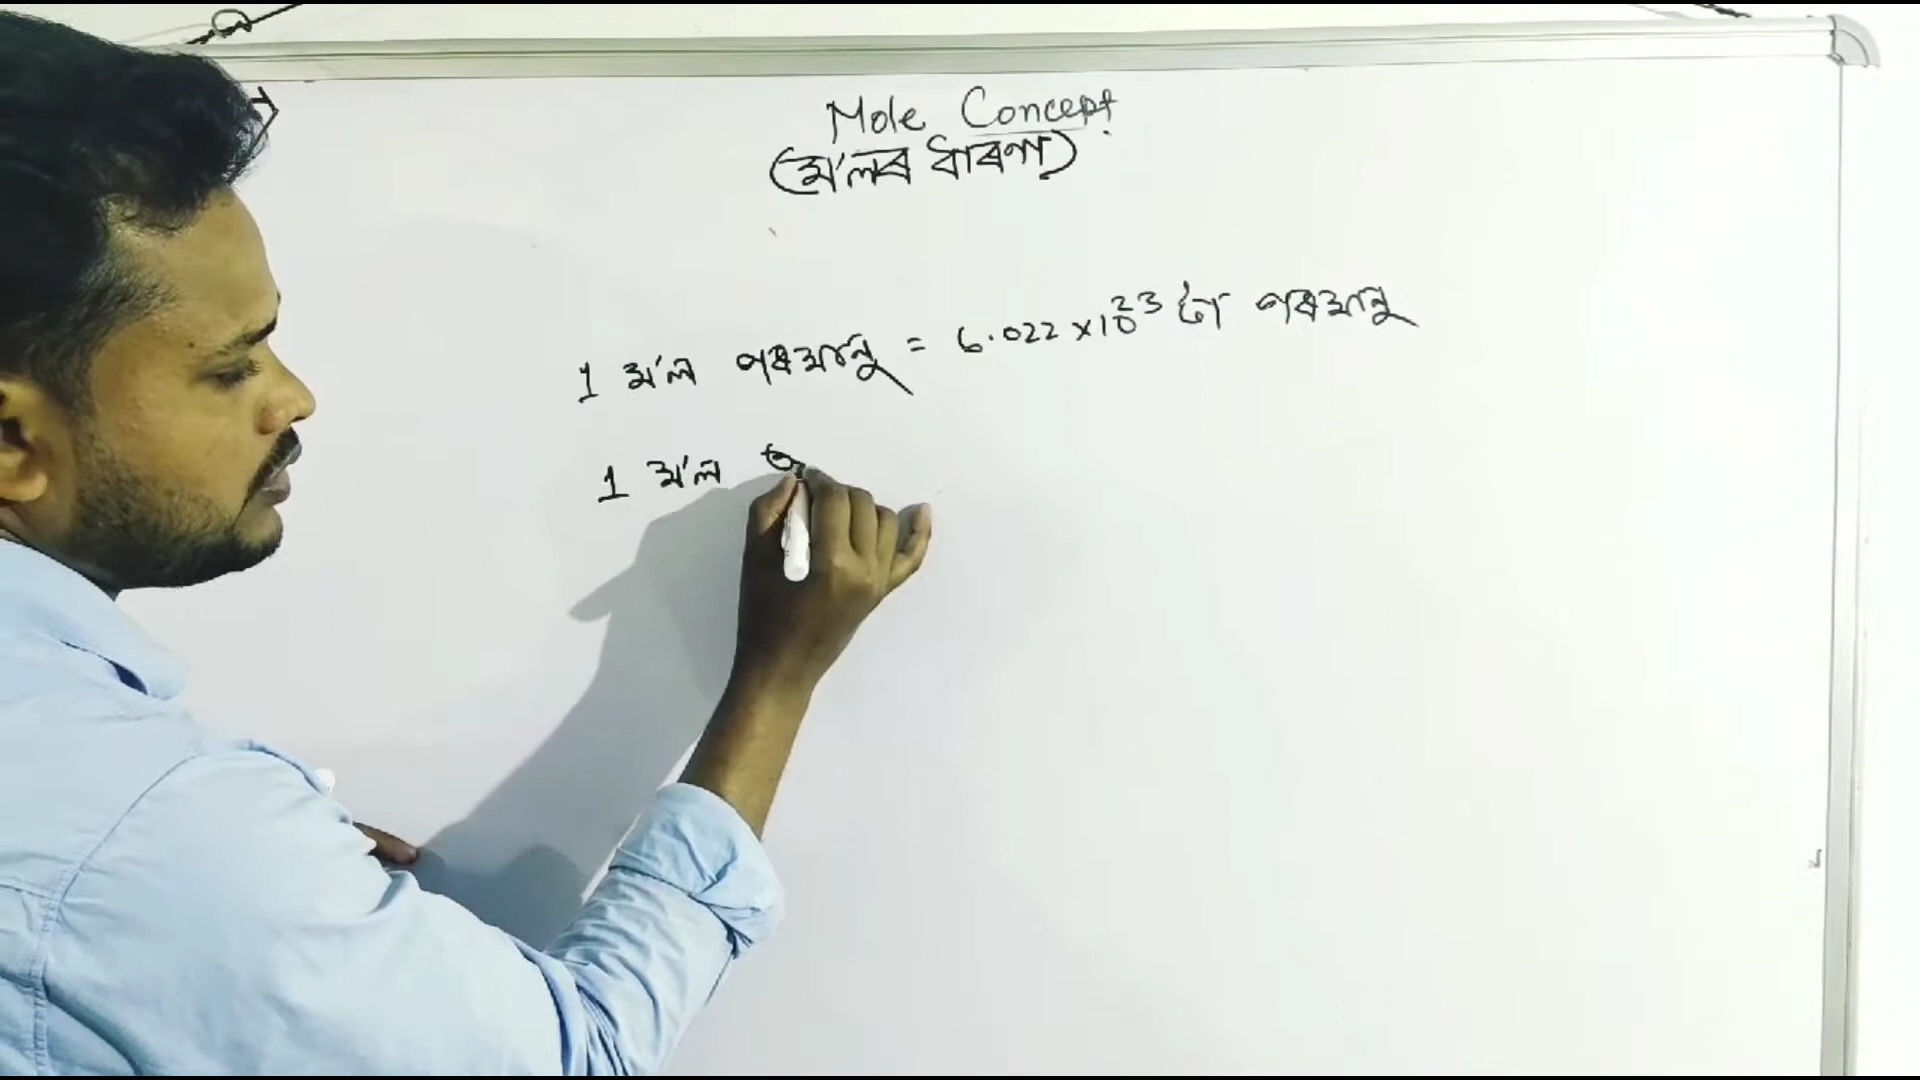 Mole Concept
(ম'লৰ ধাৰণা)
1 ম'ল পৰমানু = 6.022 x 10²³ টা পৰমানু
1 ম'ল